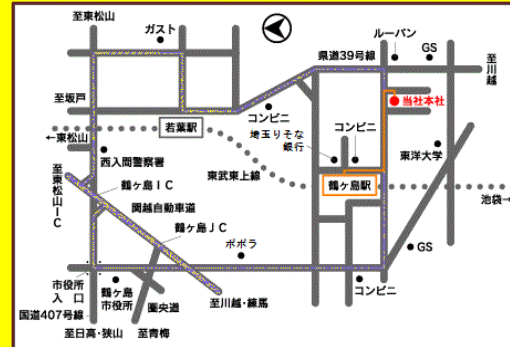 至東松山
ガスト
ルーパン
GS
県道39号線
至川越
至坂戸
コンビニ
当社本社
若葉駅
←東松山
埼玉りそな
銀行
コンビニ
東洋大学
西入間警察署
至東松山IC
鶴ヶ島IC
東武東上線
鶴ヶ島駅
池袋→
関越自動車道
鶴ヶ島JC
ポポラ
GS
市役所
入口
鶴ヶ島
市役所
圏央道
至川越・練馬
コンビニ
国道407号線
至日高・狭山
至青梅